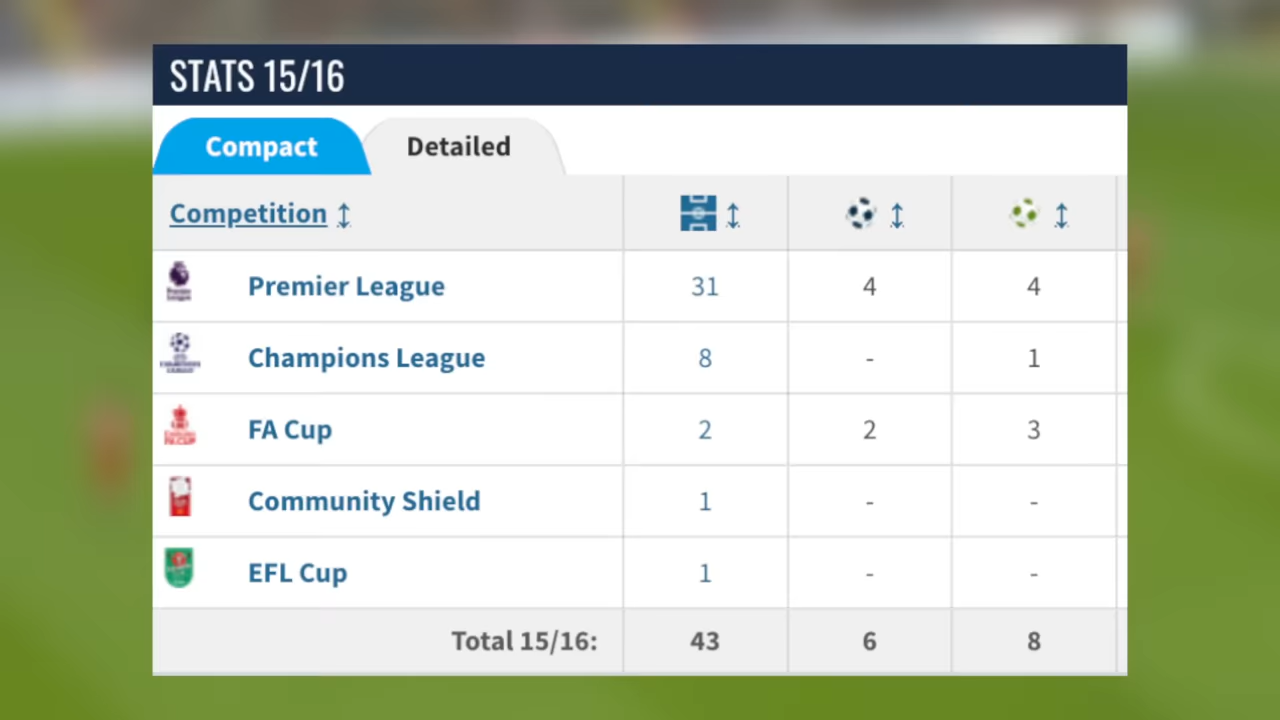 STATS 15/16
Compact Detailed
Competition
Premier League 31 4 4
Champions League 8 - 1
FA Cup 2 2 3
Community Shield 1 - -
EFL Cup 1 - -
Total 15/16: 43 6 8